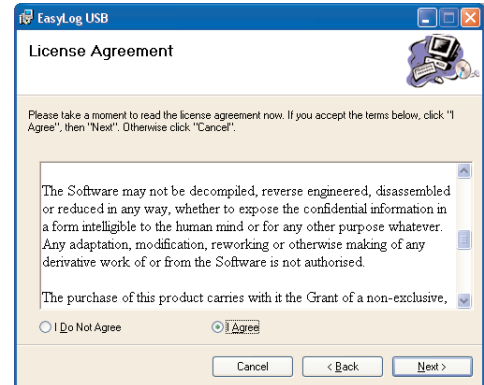 EasyLog USB
License Agreement
Please take a moment to read the license agreement now. If you accept the terms below, click "I
Agree", then "Next". Otherwise click "Cancel".
The Software may not be decompiled, reverse engineered, disassembled
or reduced in any way, whether to expose the confidential information in
a form intelligible to the human mind or for any other purpose whatever.
Any adaptation, modification, reworking or otherwise making of any
derivative work of or from the Software is not authorised.
The purchase of this product carries with it the Grant of a non-exclusive,
I Do Not Agree
I Agree
Cancel
< Back
Next >